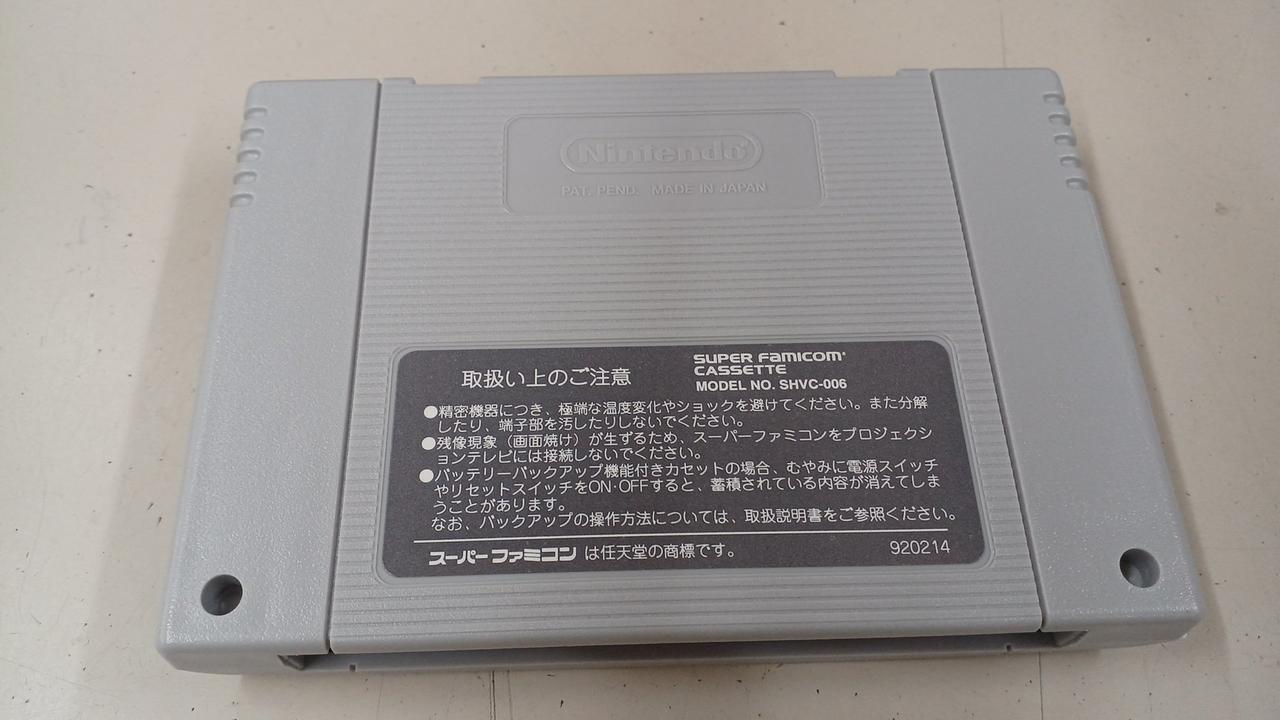 Nintendo
PAT. PEND. MADE IN JAPAN
取扱い上のご注意
SUPER FAMICOM
CASSETTE
MODEL NO. SHVC-006
●精密機器につき、極端な温度変化やショックを避けてください。また分解
したり、端子部を汚したりしないでください。
●残像現象（画面焼け）が生ずるため、スーパーファミコンをプロジェクシ
ョンテレビには接続しないでください。
●バッテリーバックアップ機能付きカセットの場合、むやみに電源スイッチ
やリセットスイッチをON・OFFすると、蓄積されている内容が消えてしま
うことがあります。
なお、バックアップの操作方法については、取扱説明書をご参照ください。
スーパーファミコン は任天堂の商標です。
920214